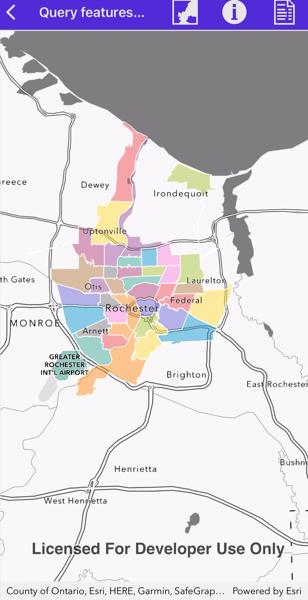 Query features...
reece
Dewey
Irondequoit
Uptonville
th Gates
Otis
Laurelton
Federal
Rochester
MONROE
Arnett
GREATER
ROCHESTER
INT'L AIRPORT
Brighton
East Rocheste
Henrietta
Bushn
West Henrietta
Licensed For Developer Use Only
County of Ontario, Esri, HERE, Garmin, SafeGrap... Powered by Esri